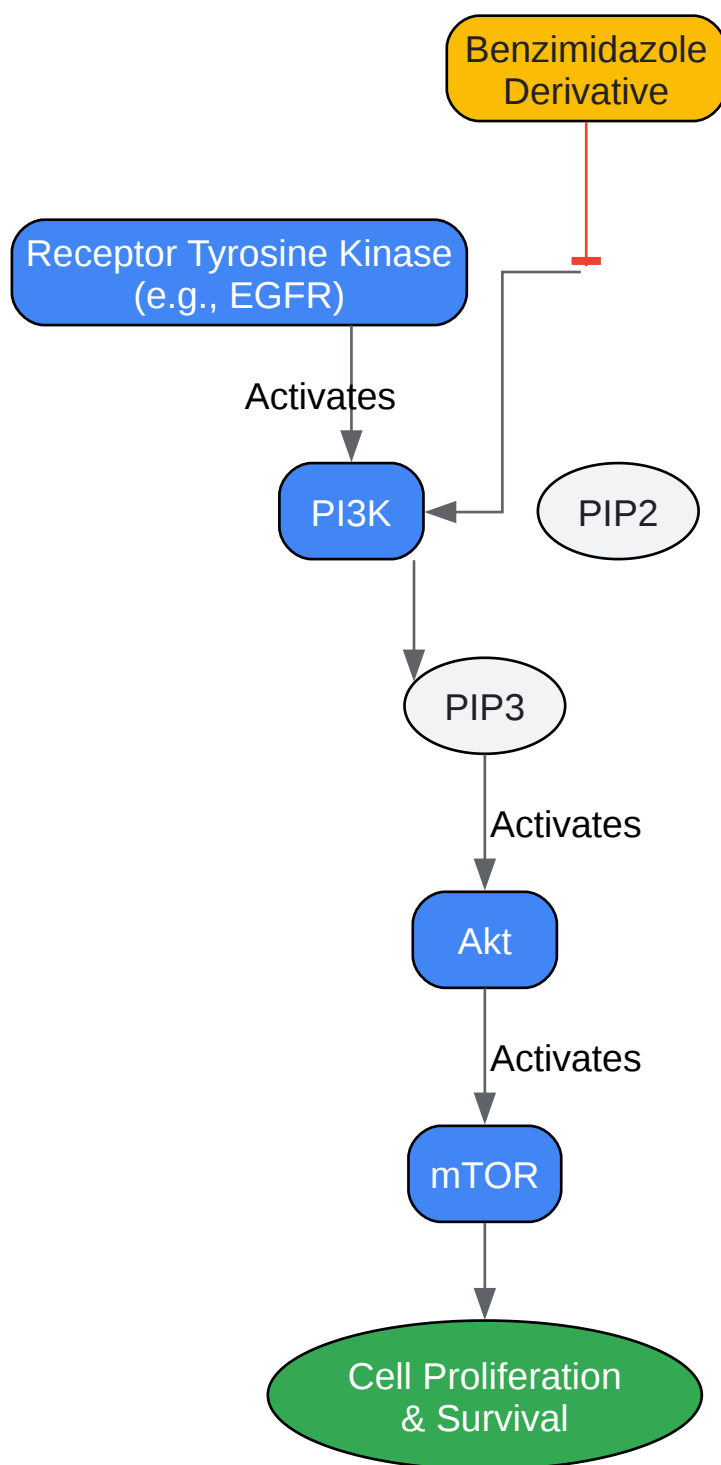 Benzimidazole
Derivative
Receptor Tyrosine Kinase
(e.g., EGFR)
Activates
PI3K
PIP2
PIP3
Activates
Akt
Activates
mTOR
Cell Proliferation
& Survival